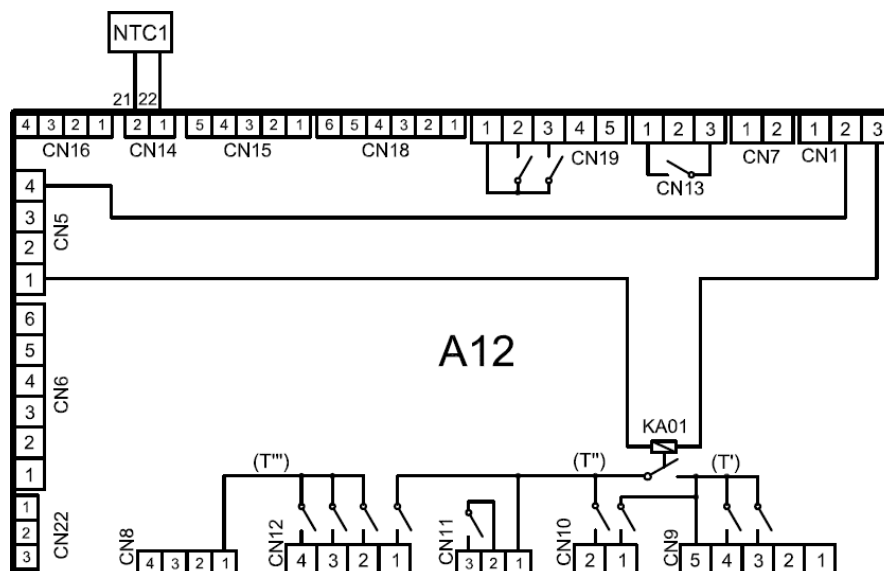 NTC1
21 22
4 3 2 1 2 1 5 4 3 2 1 6 5 4 3 2 1 1 2 3 4 5 1 2 3 1 2 1 2 3
CN16 CN14 CN15 CN18 CN19 CN13 CN7 CN1
4
3
2
1
CN5
6
5
4
3
2
1
CN6
A12
KA01
(T''') (T'') (T')
1
2
3
CN22
CN8 CN12 CN11 CN10 CN9
4 3 2 1 4 3 2 1 3 2 1 2 1 5 4 3 2 1